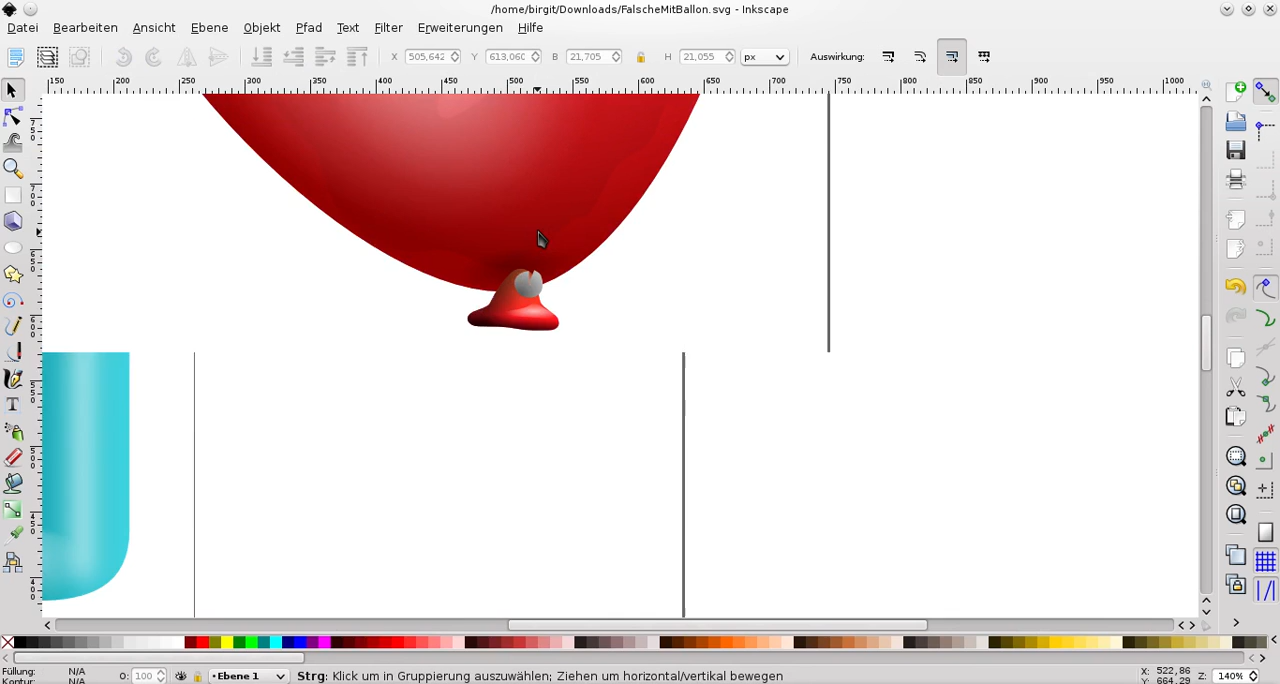 /home/birgit/Downloads/FalscheMitBallon.svg - Inkscape
Datei Bearbeiten Ansicht Ebene Objekt Pfad Text Filter Erweiterungen Hilfe
X 505,642 Y 613,060 B 21,705 H 21,055 px Auswirkung:
150 200 250 300 350 400 450 500 550 600 650 700 750 800 850 900 950 1000
Füllung: N/A
Kontur: N/A
O: 100
•Ebene 1
Strg: Klick um in Gruppierung auszuwählen; Ziehen um horizontal/vertikal bewegen
X: 522,86
Y: 664,29
Z: 140%